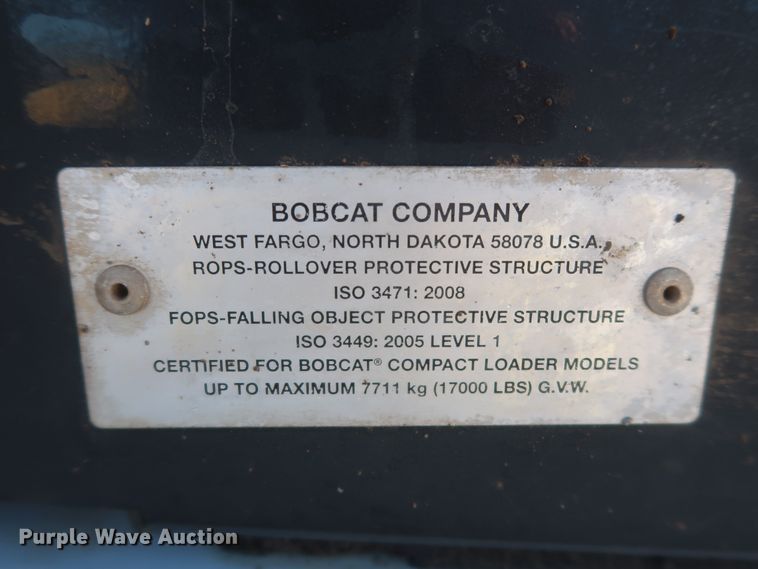 BOBCAT COMPANY
WEST FARGO, NORTH DAKOTA 58078 U.S.A.
ROPS-ROLLOVER PROTECTIVE STRUCTURE
ISO 3471: 2008
FOPS-FALLING OBJECT PROTECTIVE STRUCTURE
ISO 3449: 2005 LEVEL 1
CERTIFIED FOR BOBCAT® COMPACT LOADER MODELS
UP TO MAXIMUM 7711 kg (17000 LBS) G.V.W.
Purple Wave Auction